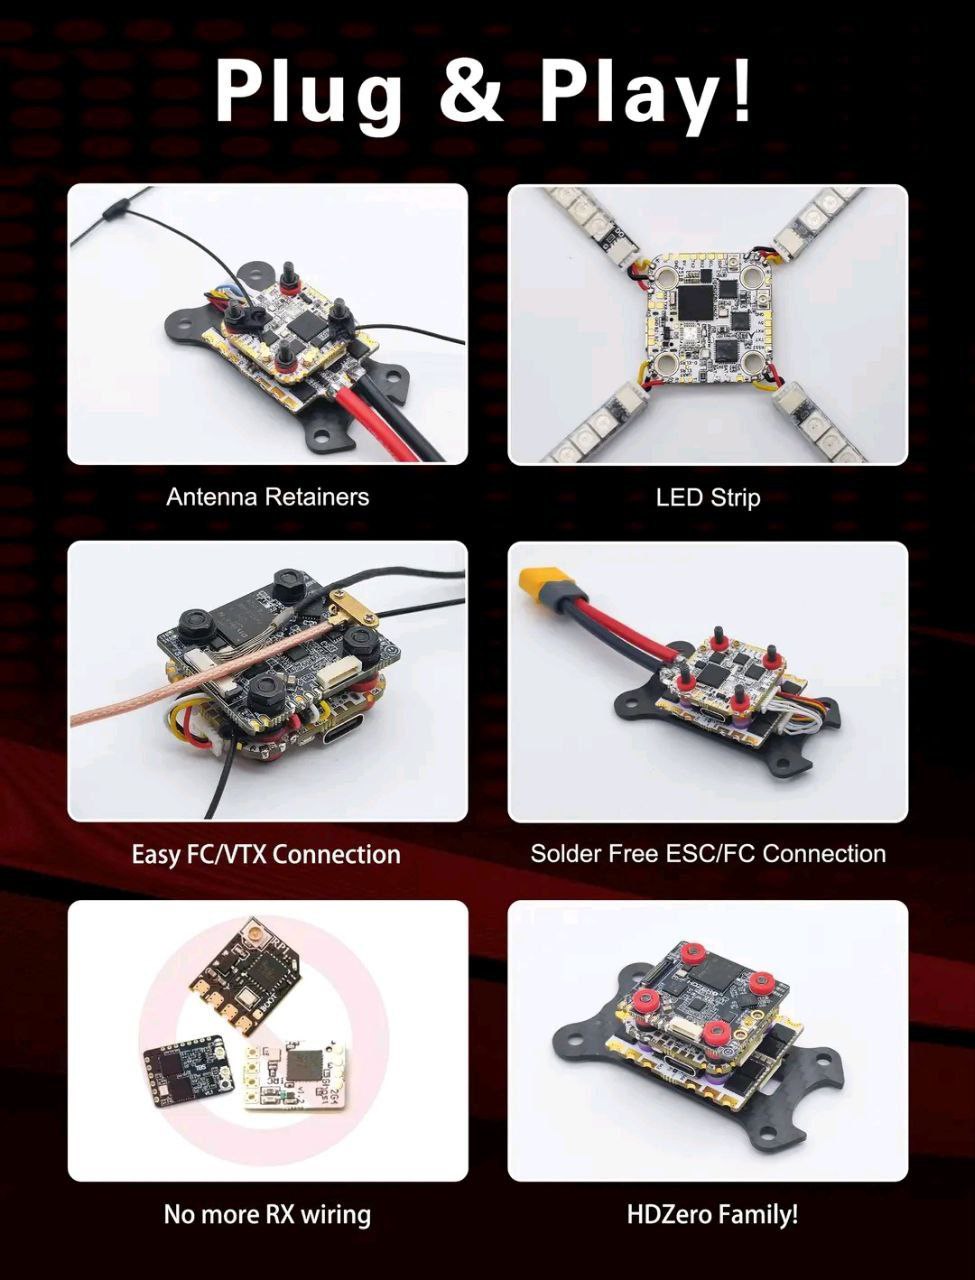 Plug & Play!
Antenna Retainers
LED Strip
Easy FC/VTX Connection
Solder Free ESC/FC Connection
No more RX wiring
HDZero Family!